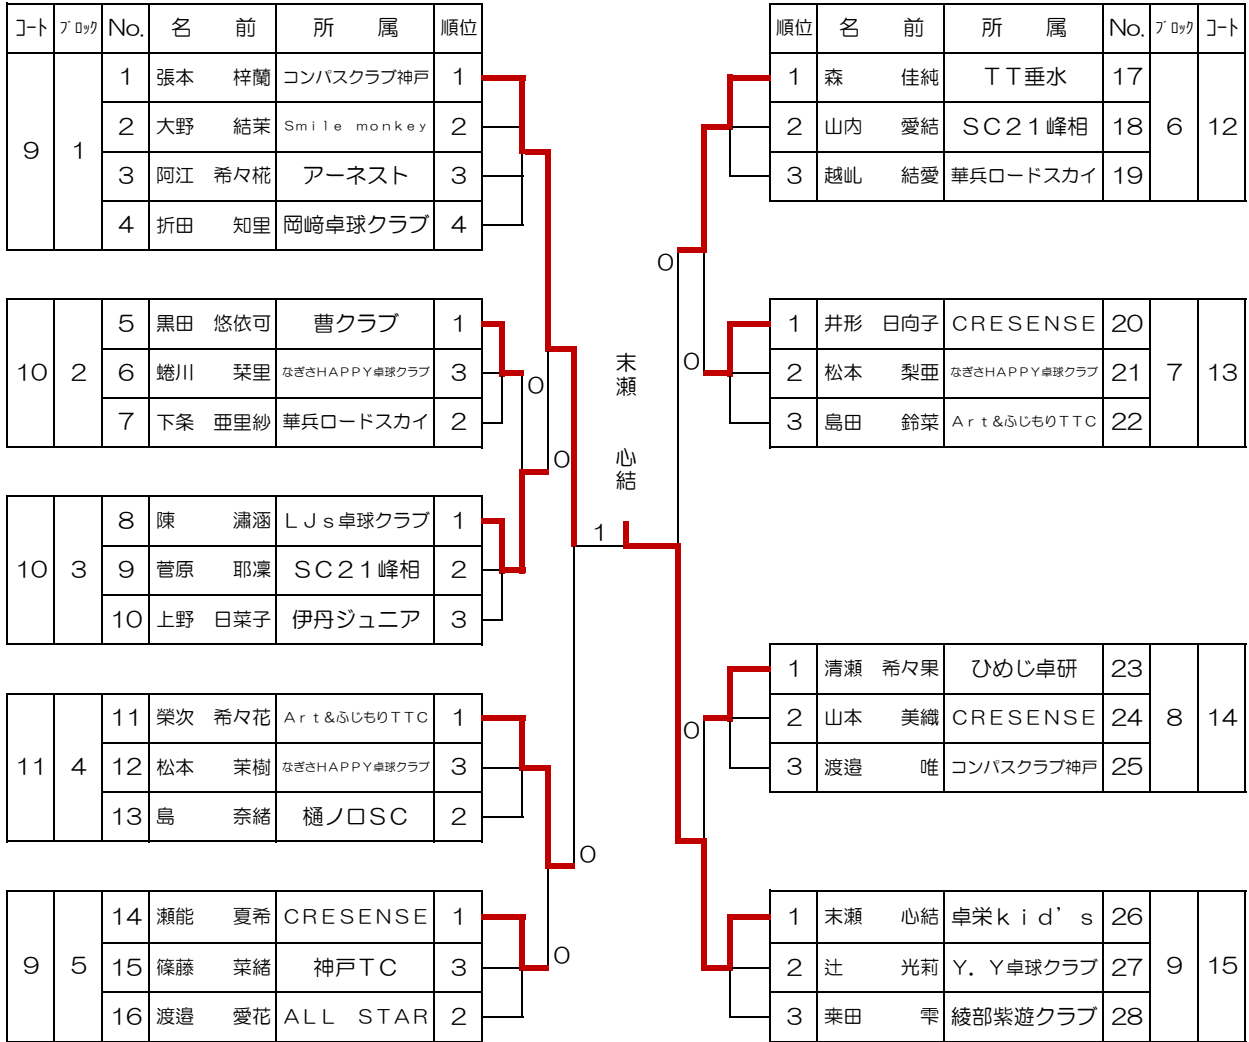 コート ブロック No. 名 前 所 属 順位
9 1
1 張本 梓蘭 コンパスクラブ神戸 1
2 大野 結茉 Smile monkey 2
3 阿江 希々椛 アーネスト 3
4 折田 知里 岡﨑卓球クラブ 4
10 2
5 黒田 悠依可 曹クラブ 1
6 蜷川 栞里 なぎさHAPPY卓球クラブ 3
7 下条 亜里紗 華兵ロードスカイ 2
10 3
8 陳 潚涵 LJs卓球クラブ 1
9 菅原 耶凜 SC21峰相 2
10 上野 日菜子 伊丹ジュニア 3
11 4
11 榮次 希々花 Art&ふじもりTTC 1
12 松本 茉樹 なぎさHAPPY卓球クラブ 3
13 島 奈緒 樋ノ口SC 2
9 5
14 瀬能 夏希 CRESENSE 1
15 篠藤 菜緒 神戸TC 3
16 渡邉 愛花 ALL STAR 2
0
0
0
0
1
末瀬 心結
0
0
0
順位 名 前 所 属 No. ブロック コート
1 森 佳純 TT垂水 17
2 山内 愛結 SC21峰相 18
3 越乢 結愛 華兵ロードスカイ 19
6 12
1 井形 日向子 CRESENSE 20
2 松本 梨亜 なぎさHAPPY卓球クラブ 21
3 島田 鈴菜 Art&ふじもりTTC 22
7 13
1 清瀬 希々果 ひめじ卓研 23
2 山本 美織 CRESENSE 24
3 渡邉 唯 コンパスクラブ神戸 25
8 14
1 末瀬 心結 卓栄kid's 26
2 辻 光莉 Y.Y卓球クラブ 27
3 桒田 雫 綾部紫遊クラブ 28
9 15